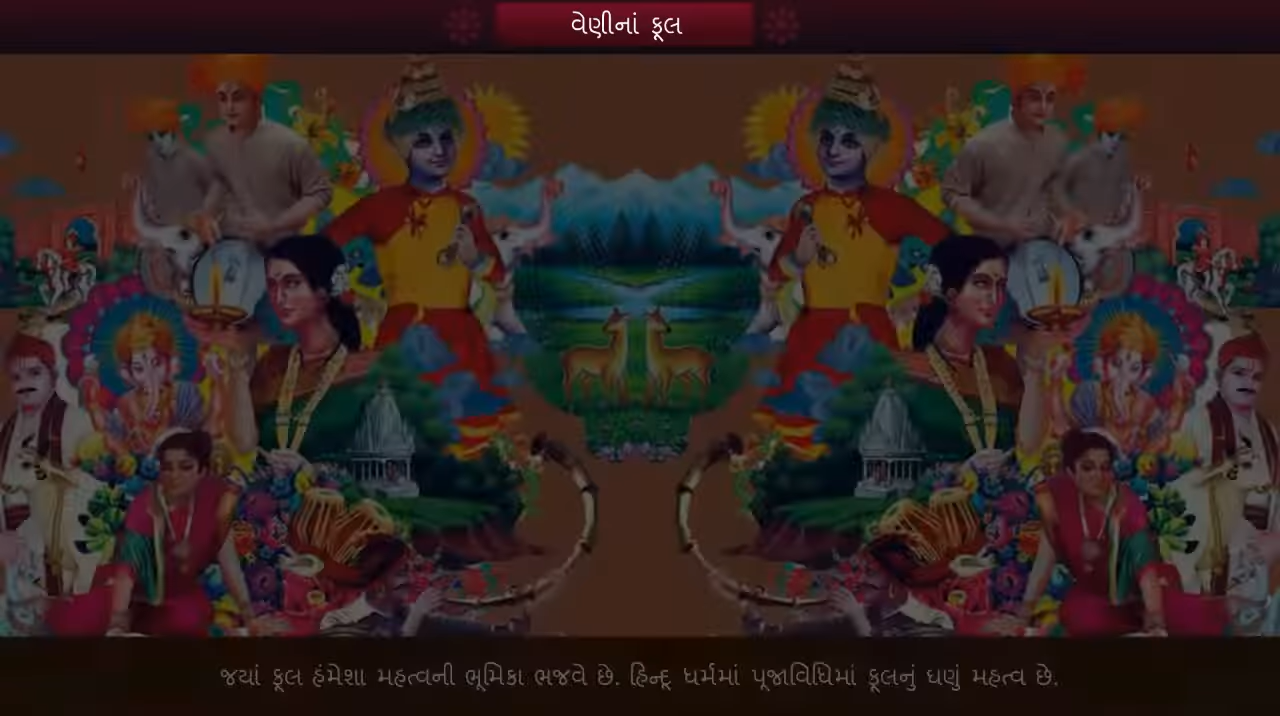 વેણીનાં ફૂલ
જયાં ફૂલ હંમેશા મહત્વની ભૂમિકા ભજવે છે. હિન્દૂ ધર્મમાં પૂજાવિધિમાં ફૂલનું ઘણું મહત્વ છે.